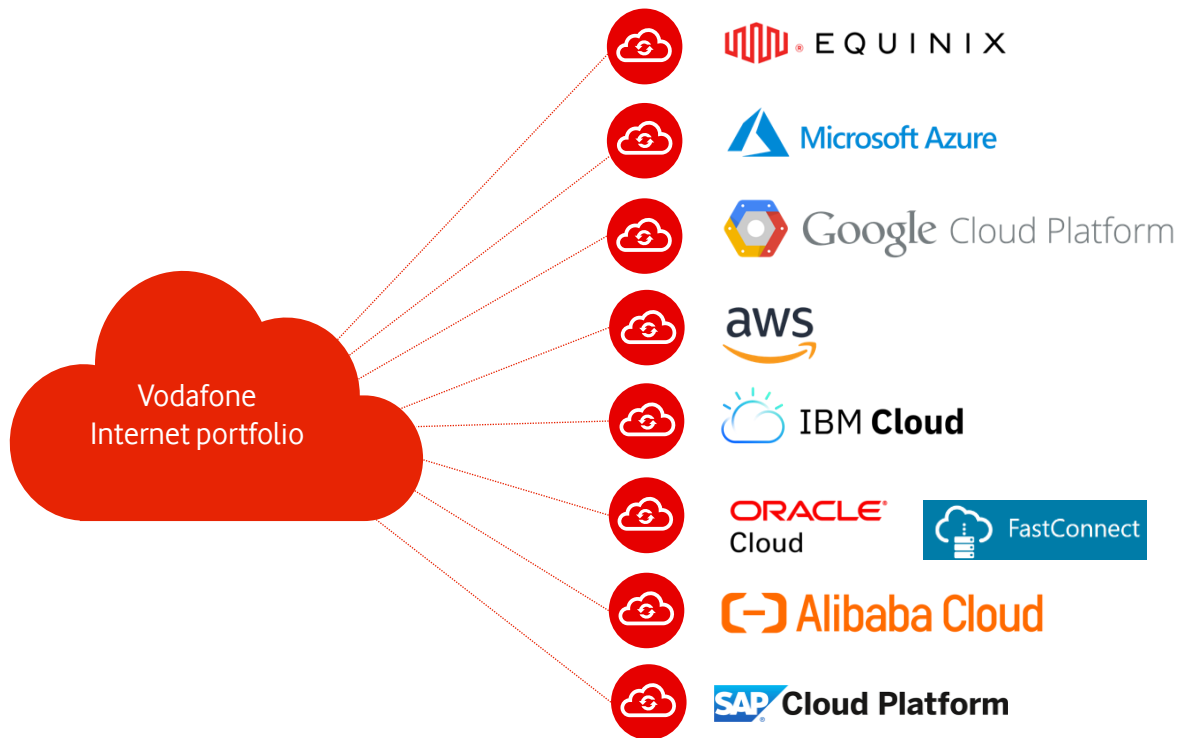 EQUINIX
Microsoft Azure
Google Cloud Platform
aws
Vodafone
Internet portfolio
IBM Cloud
ORACLE®
Cloud
FastConnect
Alibaba Cloud
SAP® Cloud Platform